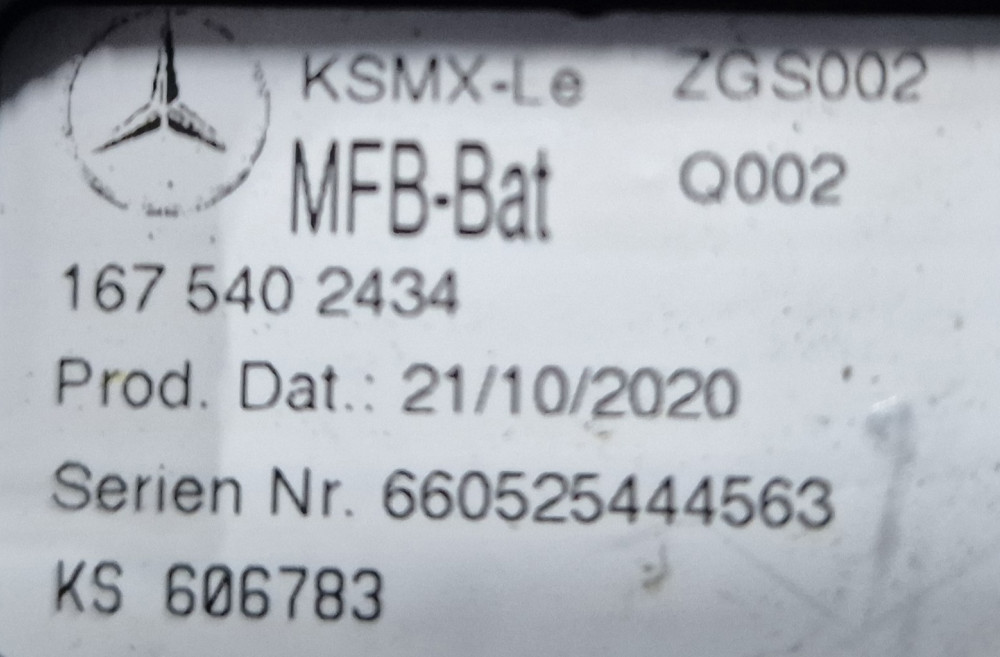 KSMX-Le ZGS002
MFB-Bat Q002
167 540 2434
Prod. Dat.: 21/10/2020
Serien Nr. 660525444563
KS 606783